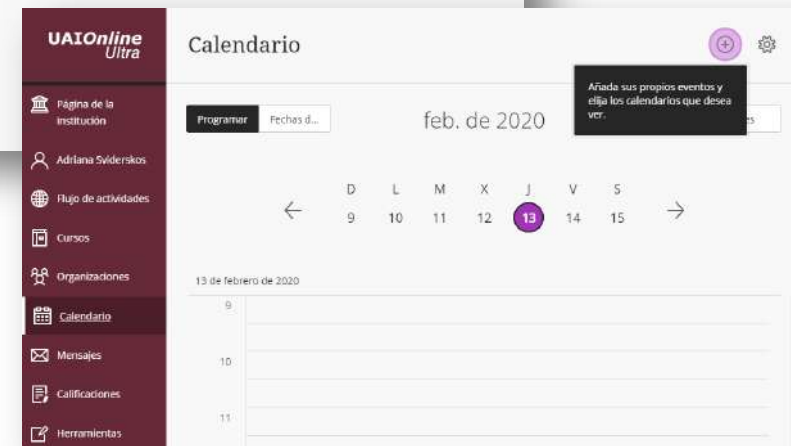 UAIOnline
Ultra
Calendario
Página de la
institución
Adriana Sviderskos
Flujo de actividades
Cursos
Organizaciones
Calendario
Mensajes
Calificaciones
Herramientas
Programar
Fechas d...
feb. de 2020
Añada sus propios eventos y
elija los calendarios que desea
ver.
es
D L M X J V S
9 10 11 12 13 14 15
13 de febrero de 2020
9
10
11